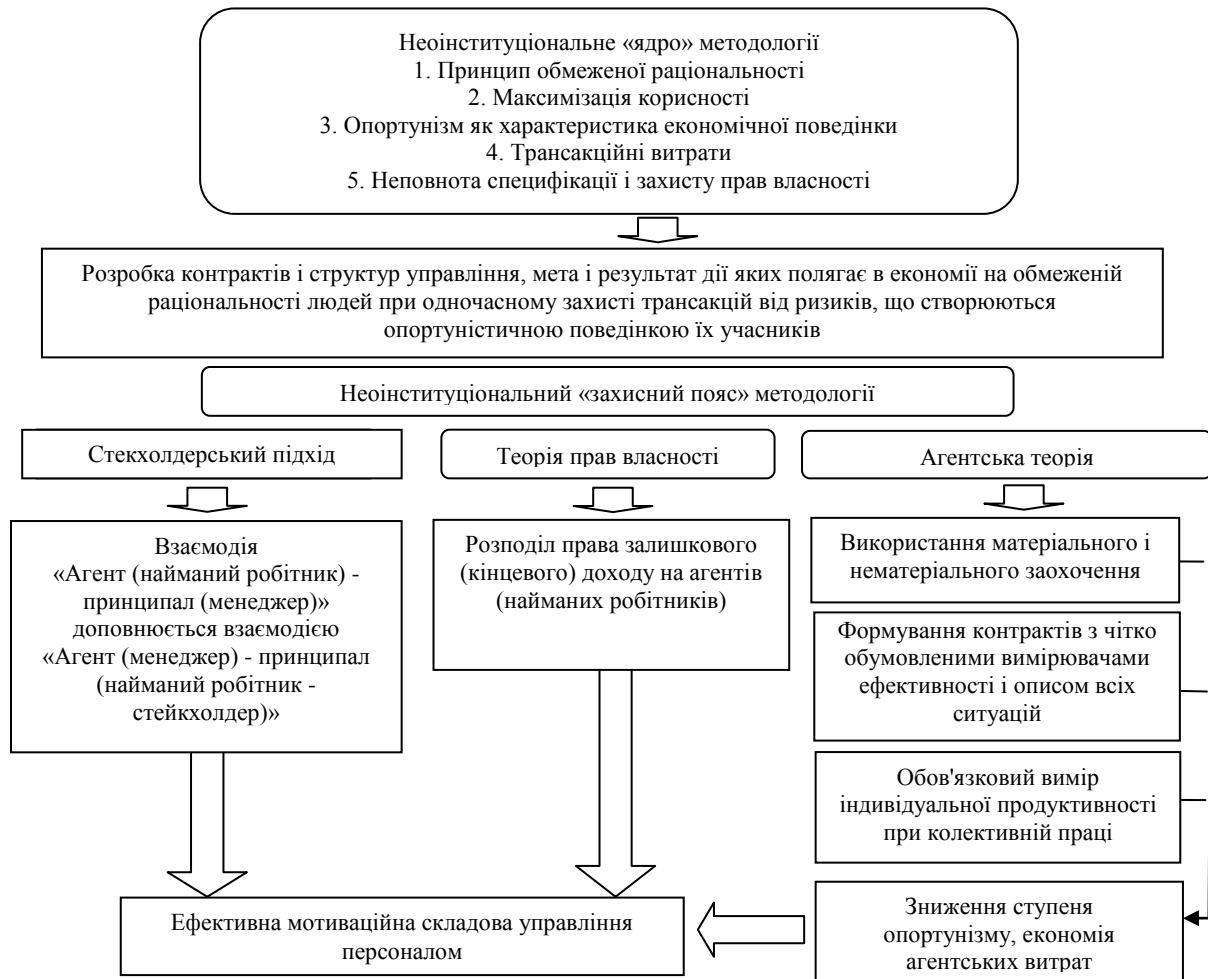 Неоінституціональне «ядро» методології
1. Принцип обмеженої раціональності
2. Максимізація корисності
3. Опортунізм як характеристика економічної поведінки
4. Трансакційні витрати
5. Неповнота специфікації і захисту прав власності
Розробка контрактів і структур управління, мета і результат дії яких полягає в економії на обмеженій
раціональності людей при одночасному захисті трансакцій від ризиків, що створюються
опортуністичною поведінкою їх учасників
Неоінституціональний «захисний пояс» методології
Стекхолдерський підхід
Теорія прав власності
Агентська теорія
Взаємодія
«Агент (найманий робітник) -
принципал (менеджер)»
доповнюється взаємодією
«Агент (менеджер) - принципал
(найманий робітник -
стейкхолдер)»
Розподіл права залишкового
(кінцевого) доходу на агентів
(найманих робітників)
Використання матеріального і
нематеріального заохочення
Формування контрактів з чітко
обумовленими вимірювачами
ефективності і описом всіх
ситуацій
Обов'язковий вимір
індивідуальної продуктивності
при колективній праці
Зниження ступеня
опортунізму, економія
агентських витрат
Ефективна мотиваційна складова управління
персоналом